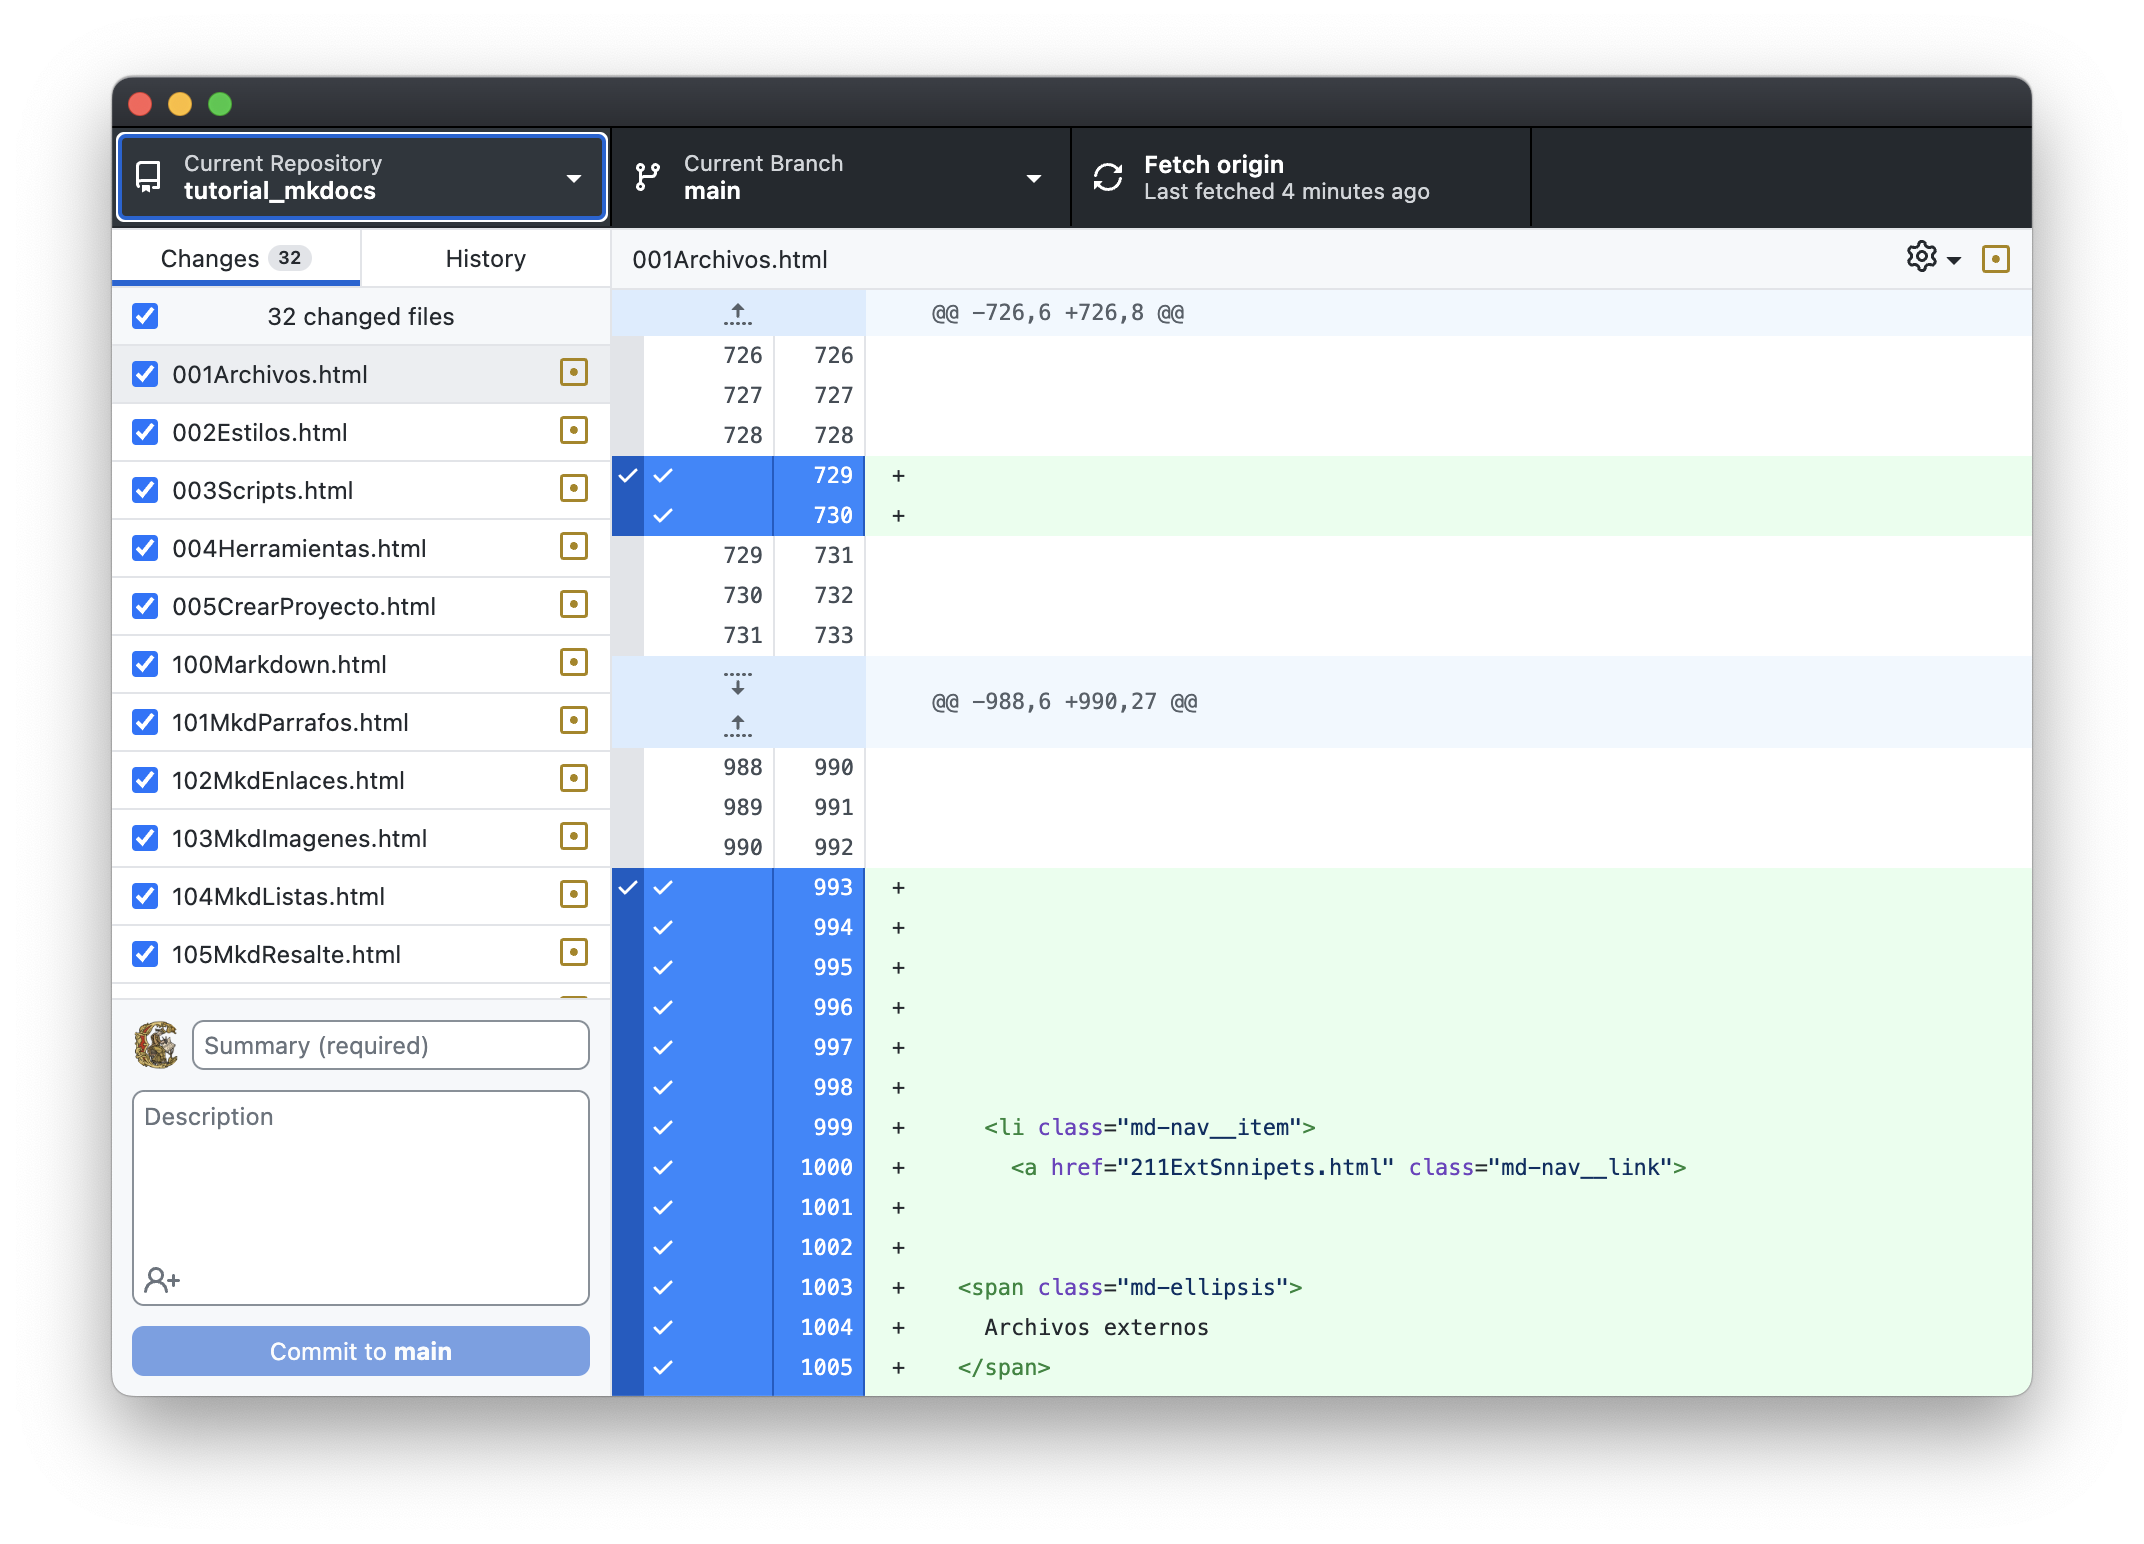 Current Repository
tutorial_mkdocs
Current Branch
main
Fetch origin
Last fetched 4 minutes ago
Changes 32
History
32 changed files
001Archivos.html
002Estilos.html
003Scripts.html
004Herramientas.html
005CrearProyecto.html
100Markdown.html
101MkdParrafos.html
102MkdEnlaces.html
103MkdImagenes.html
104MkdListas.html
105MkdResalte.html
Summary (required)
Description
Commit to main
001Archivos.html
@@ -726,6 +726,8 @@
726 726
727 727
728 728
729 +
730 +
729 731
730 732
731 733
@@ -988,6 +990,27 @@
988 990
989 991
990 992
993 +
994 +
995 +
996 +
997 +
998 +
999 + <li class="md-nav__item">
1000 + <a href="211ExtSnnipets.html" class="md-nav__link">
1001 +
1002 +
1003 + <span class="md-ellipsis">
1004 + Archivos externos
1005 + </span>